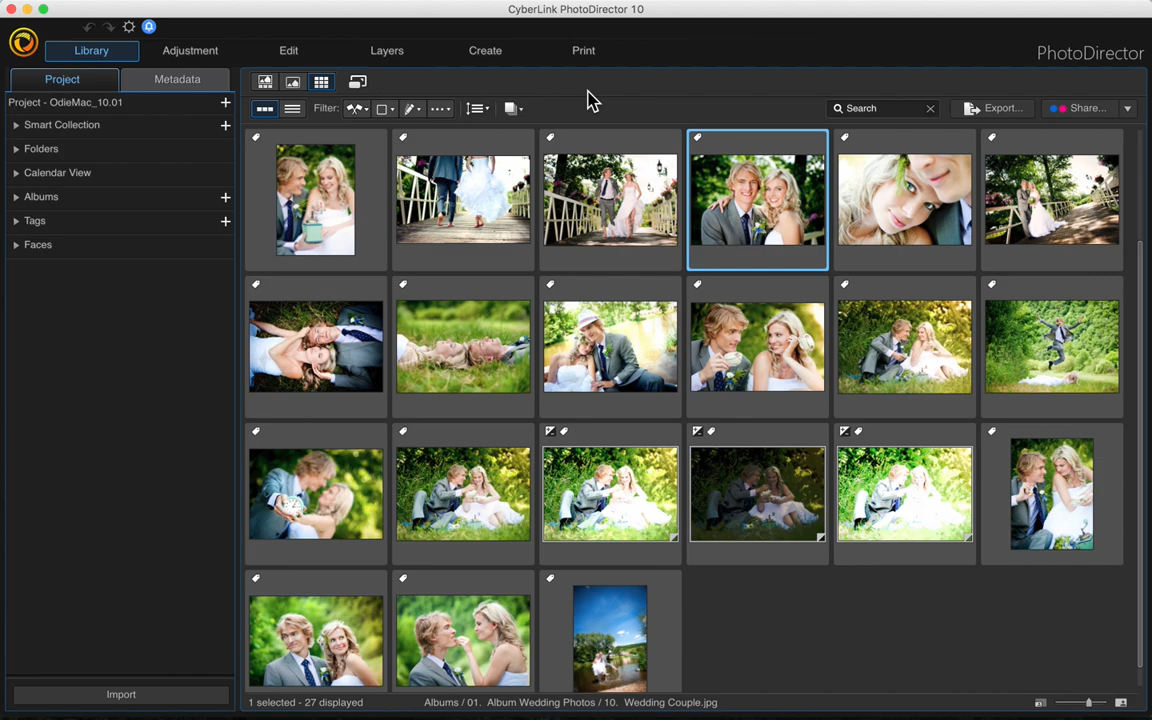 CyberLink PhotoDirector 10
Library Adjustment Edit Layers Create Print
PhotoDirector
Project Metadata
Project - OdieMac_10.01
Smart Collection
Folders
Calendar View
Albums
Tags
Faces
Import
Filter:
Search
Export...
Share...
1 selected - 27 displayed
Albums / 01. Album Wedding Photos / 10. Wedding Couple.jpg